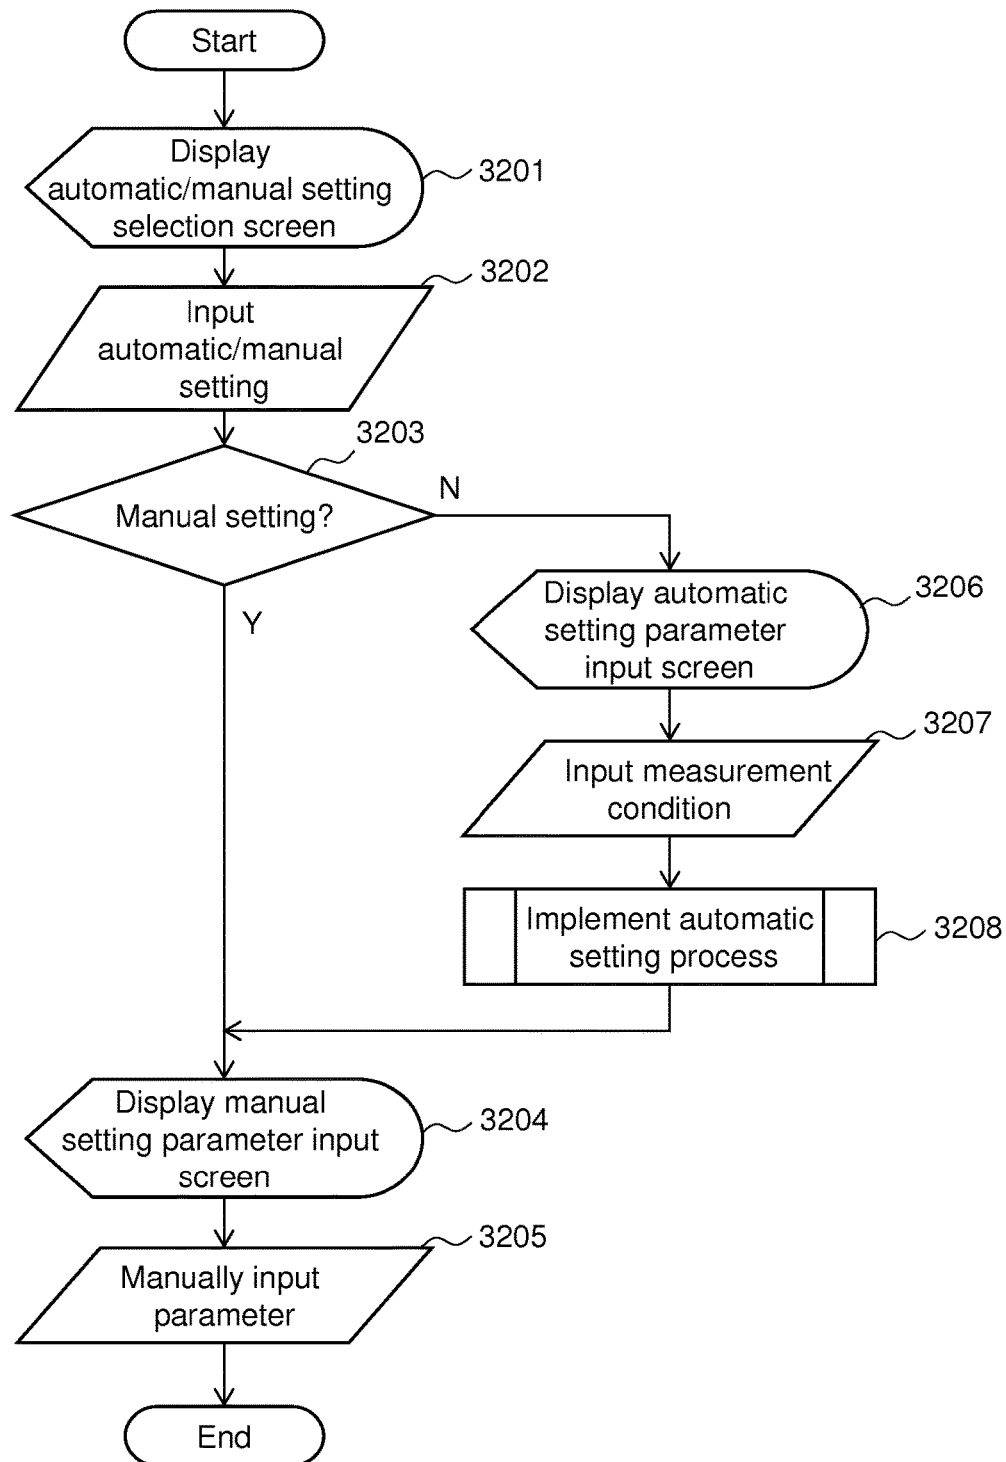 Start
Display
automatic/manual setting
selection screen
3201
3202
Input
automatic/manual
setting
3203
Manual setting?
N
Y
Display automatic
setting parameter
input screen
3206
3207
Input measurement
condition
Implement automatic
setting process
3208
Display manual
setting parameter input
screen
3204
3205
Manually input
parameter
End